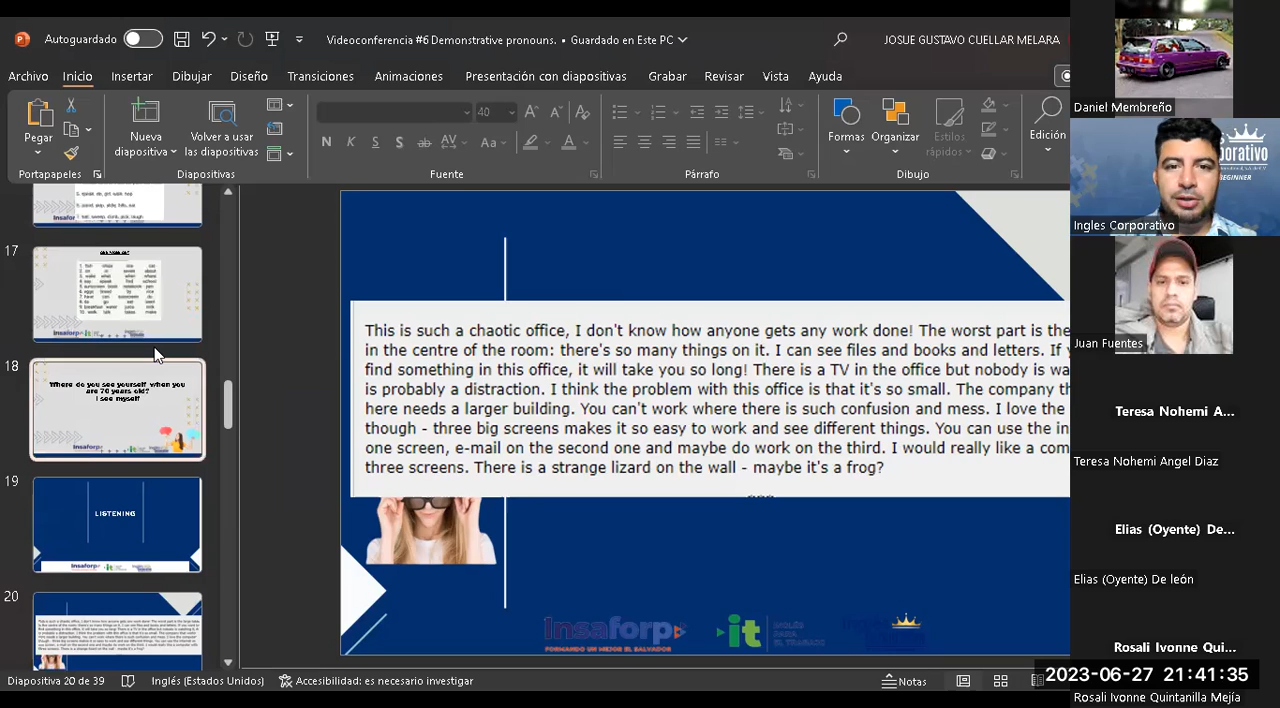 Autoguardado
Videoconferencia #6 Demonstrative pronouns. • Guardado en Este PC
JOSUE GUSTAVO CUELLAR MELARA
Archivo Inicio Insertar Dibujar Diseño Transiciones Animaciones Presentación con diapositivas Grabar Revisar Vista Ayuda
Pegar
Nueva diapositiva
Volver a usar las diapositivas
40
N K S S ab AV Aa A
Formas
Organizar
Estilos rápidos
Edición
Portapapeles Diapositivas Fuente Párrafo Dibujo
17
18
Where do you see yourself when you
are 70 years old?
I see myself
19
LISTENING
Insaforp
20
This is such a chaotic office, I don't know how anyone gets any work done! The worst part is the
in the centre of the room: there's so many things on it. I can see files and books and letters. If
find something in this office, it will take you so long! There is a TV in the office but nobody is wa
is probably a distraction. I think the problem with this office is that it's so small. The company th
here needs a larger building. You can't work where there is such confusion and mess. I love the
though - three big screens makes it so easy to work and see different things. You can use the in
one screen, e-mail on the second one and maybe do work on the third. I would really like a com
three screens. There is a strange lizard on the wall - maybe it's a frog?
Insaforp
FORMANDO UN MEJOR EL SALVADOR
it INGLÉS PARA EL TRABAJO
Diapositiva 20 de 39
Inglés (Estados Unidos)
Accesibilidad: es necesario investigar
Notas
Daniel Membreño
orativo
BEGINNER
Ingles Corporativo
Juan Fuentes
Teresa Nohemi A...
Teresa Nohemi Angel Diaz
Elias (Oyente) De...
Elias (Oyente) De león
Rosali Ivonne Qui...
2023-06-27 21:41:35
Rosali Ivonne Quintanilla Mejía